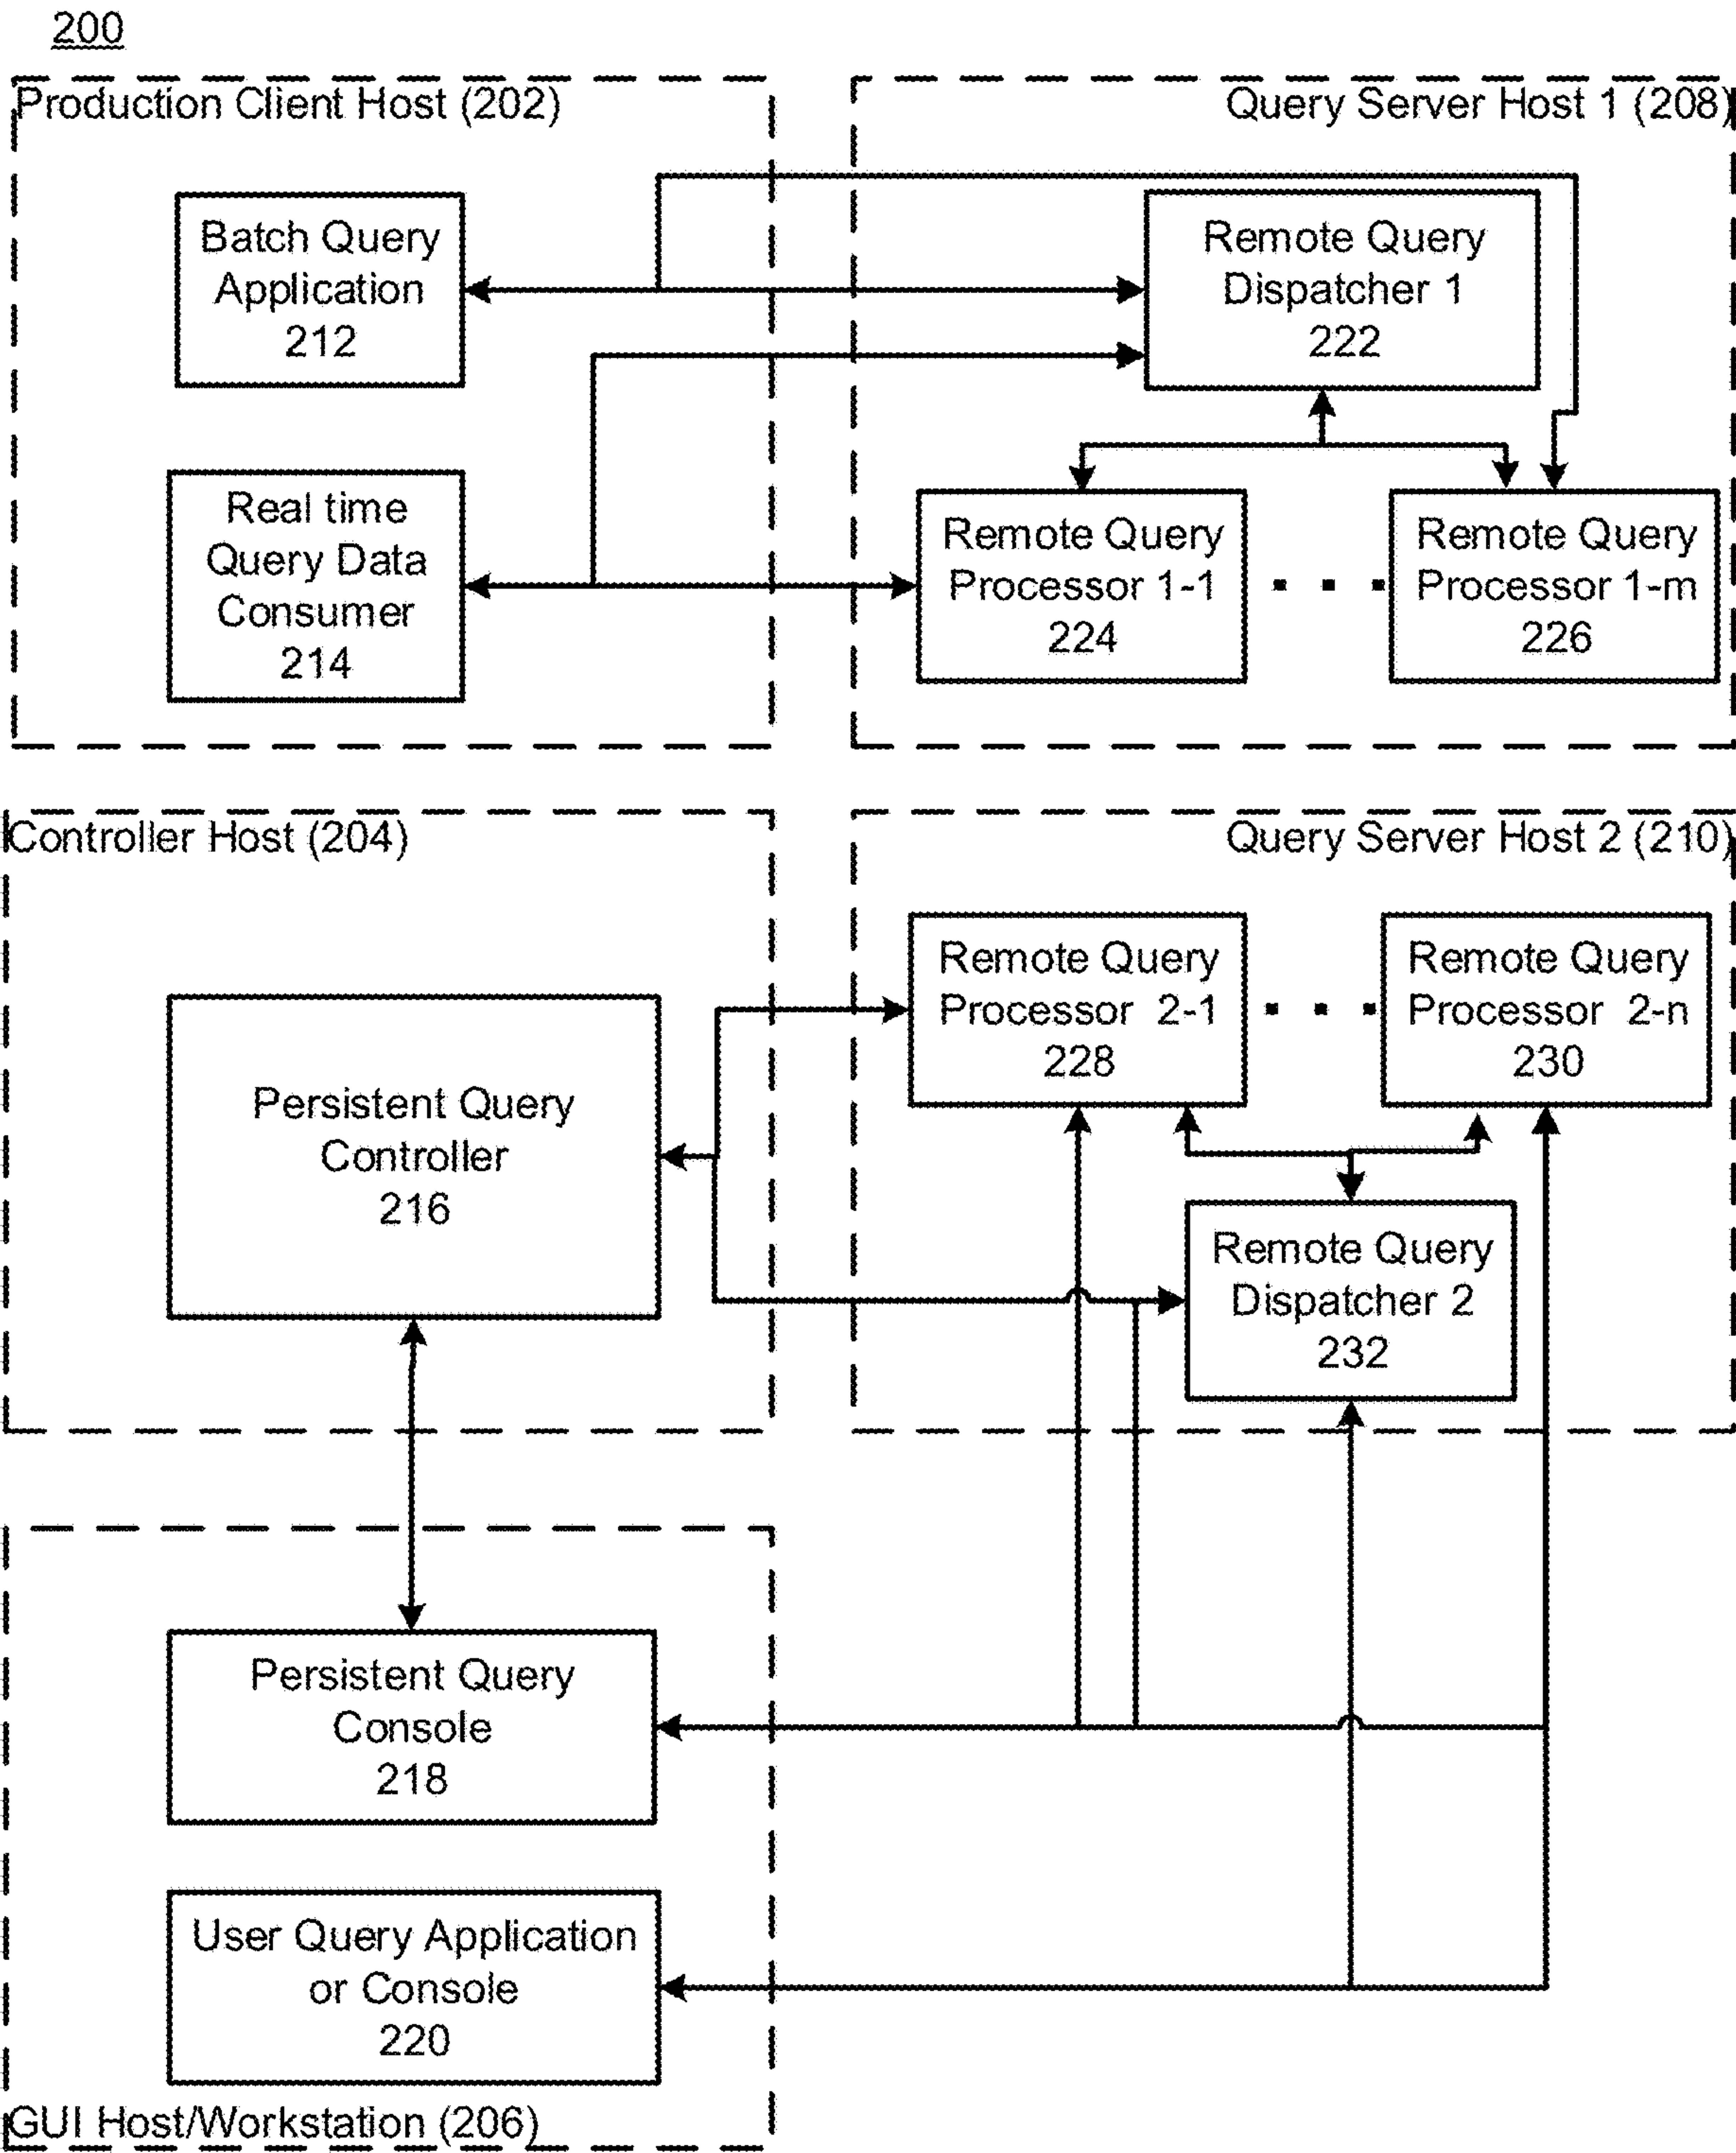 200
Production Client Host (202)
Batch Query
Application
212
Real time
Query Data
Consumer
214
Query Server Host 1 (208)
Remote Query
Dispatcher 1
222
Remote Query
Processor 1-1
224
Remote Query
Processor 1-m
226
Controller Host (204)
Persistent Query
Controller
216
Query Server Host 2 (210)
Remote Query
Processor 2-1
228
Remote Query
Processor 2-n
230
Remote Query
Dispatcher 2
232
Persistent Query
Console
218
User Query Application
or Console
220
GUI Host/Workstation (206)